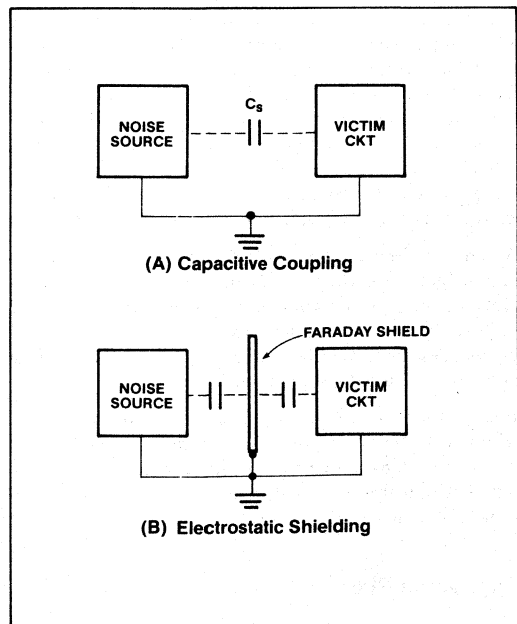 NOISE
SOURCE
Cs
VICTIM
CKT
(A) Capacitive Coupling
FARADAY SHIELD
NOISE
SOURCE
VICTIM
CKT
(B) Electrostatic Shielding